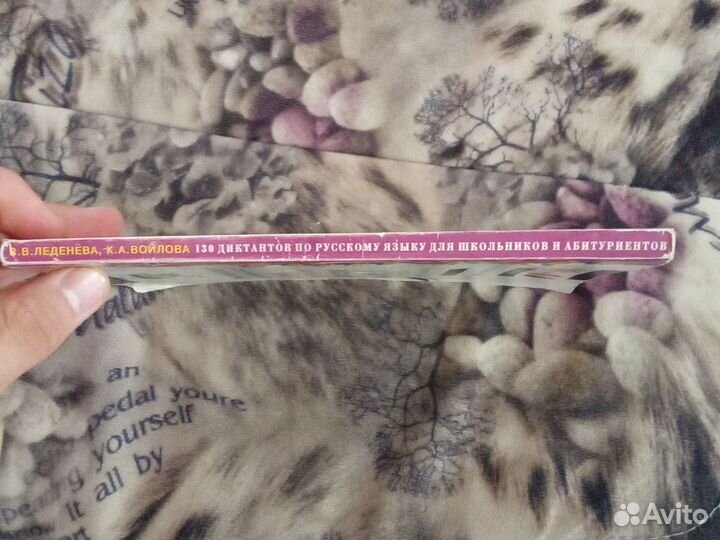 В.В. ЛЕДЕНЁВА, К.А. ВОЙЛОВА 130 ДИКТАНТОВ ПО РУССКОМУ ЯЗЫКУ ДЛЯ ШКОЛЬНИКОВ И АБИТУРИЕНТОВ
an
pedal youre
yourself
it all by
Avito